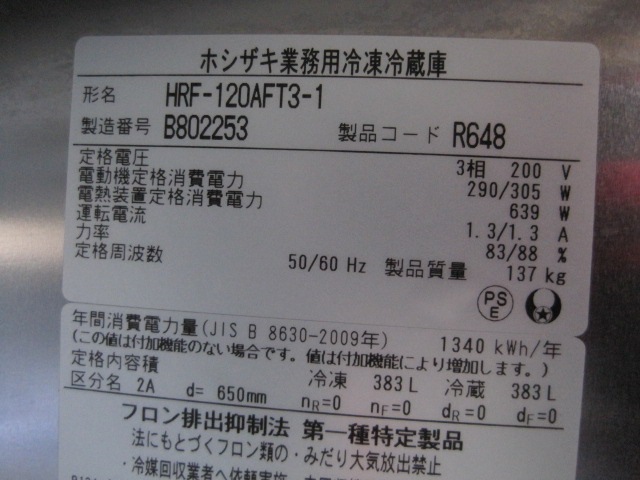 ホシザキ業務用冷凍冷蔵庫
形名 HRF-120AFT3-1
製造番号 B802253 製品コード R648
定格電圧 3相 200 V
電動機定格消費電力 290/305 W
電熱装置定格消費電力 639 W
運転電流 1.3/1.3 A
力率 83/88 %
定格周波数 50/60 Hz 製品質量 137 kg
PS
E
年間消費電力量(JIS B 8630-2009年) 1340 kWh/年
(この値は付加機能のない場合です。値は付加機能により増加します。)
定格内容積 冷凍 383 L 冷蔵 383 L
区分名 2A d= 650mm nR=0 nF=0 dR=0 dF=0
フロン排出抑制法 第一種特定製品
法にもとづくフロン類の・みだり大気放出禁止
・冷媒回収業者へ依頼実施